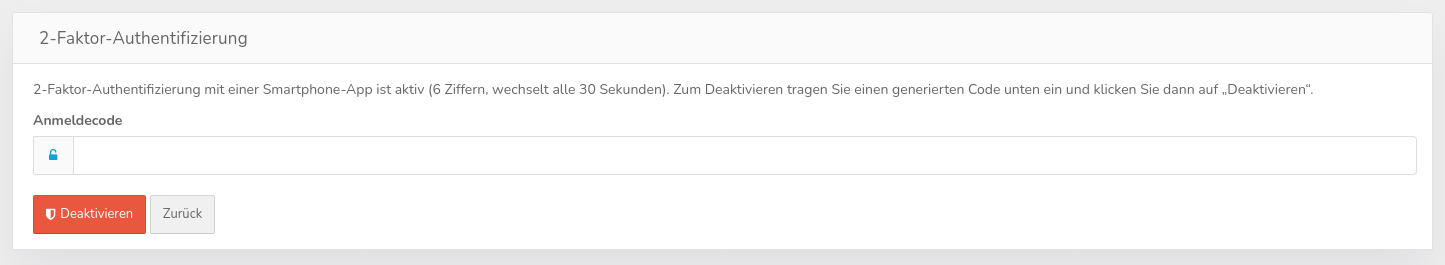 2-Faktor-Authentifizierung
2-Faktor-Authentifizierung mit einer Smartphone-App ist aktiv (6 Ziffern, wechselt alle 30 Sekunden). Zum Deaktivieren tragen Sie einen generierten Code unten ein und klicken Sie dann auf „Deaktivieren“.
Anmeldecode
Deaktivieren Zurück